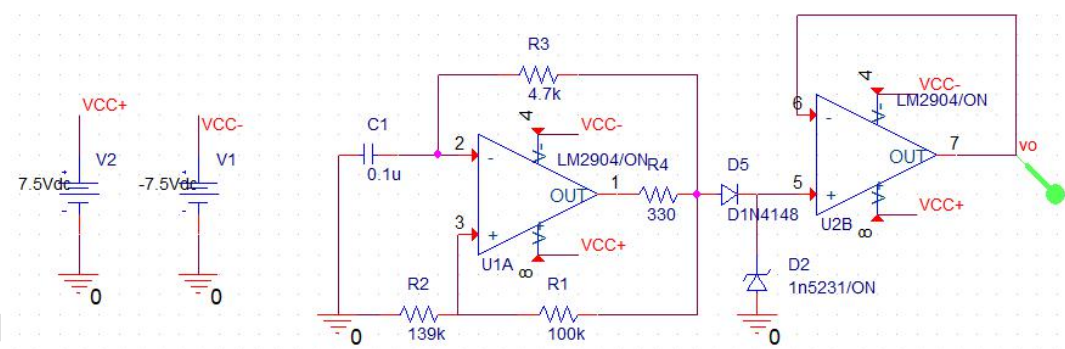 VCC+
V2
7.5Vdc
-
0
VCC-
V1
-7.5Vdc
-
0
R3
4.7k
C1
0.1u
2
-
4
VCC-
V-
LM2904/ON
OUT
1
3
+
V+
VCC+
8
U1A
R4
330
R2
139k
R1
100k
0
D5
D1N4148
D2
1n5231/ON
0
6
-
4
VCC-
V-
LM2904/ON
OUT
7
vo
5
+
V+
VCC+
8
U2B